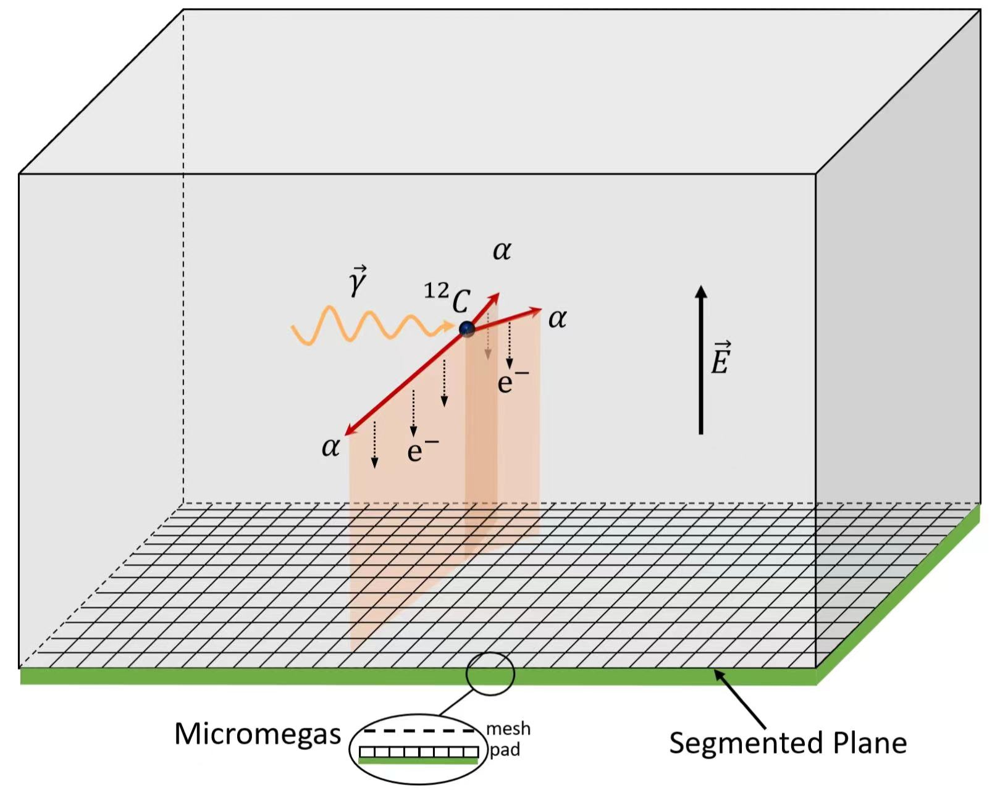 α
γ⃗
¹²C
α
E⃗
e⁻
α
e⁻
Micromegas
mesh
pad
Segmented Plane